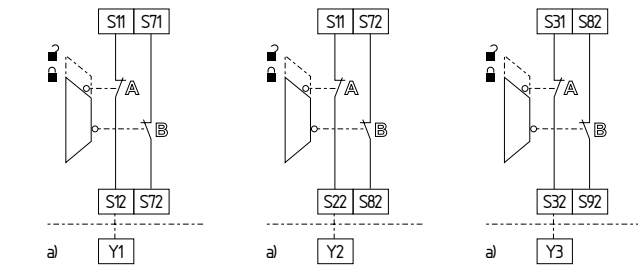 S11 S71 S11 S72 S31 S82
A A A
B B B
S12 S72 S22 S82 S32 S92
a) Y1 a) Y2 a) Y3